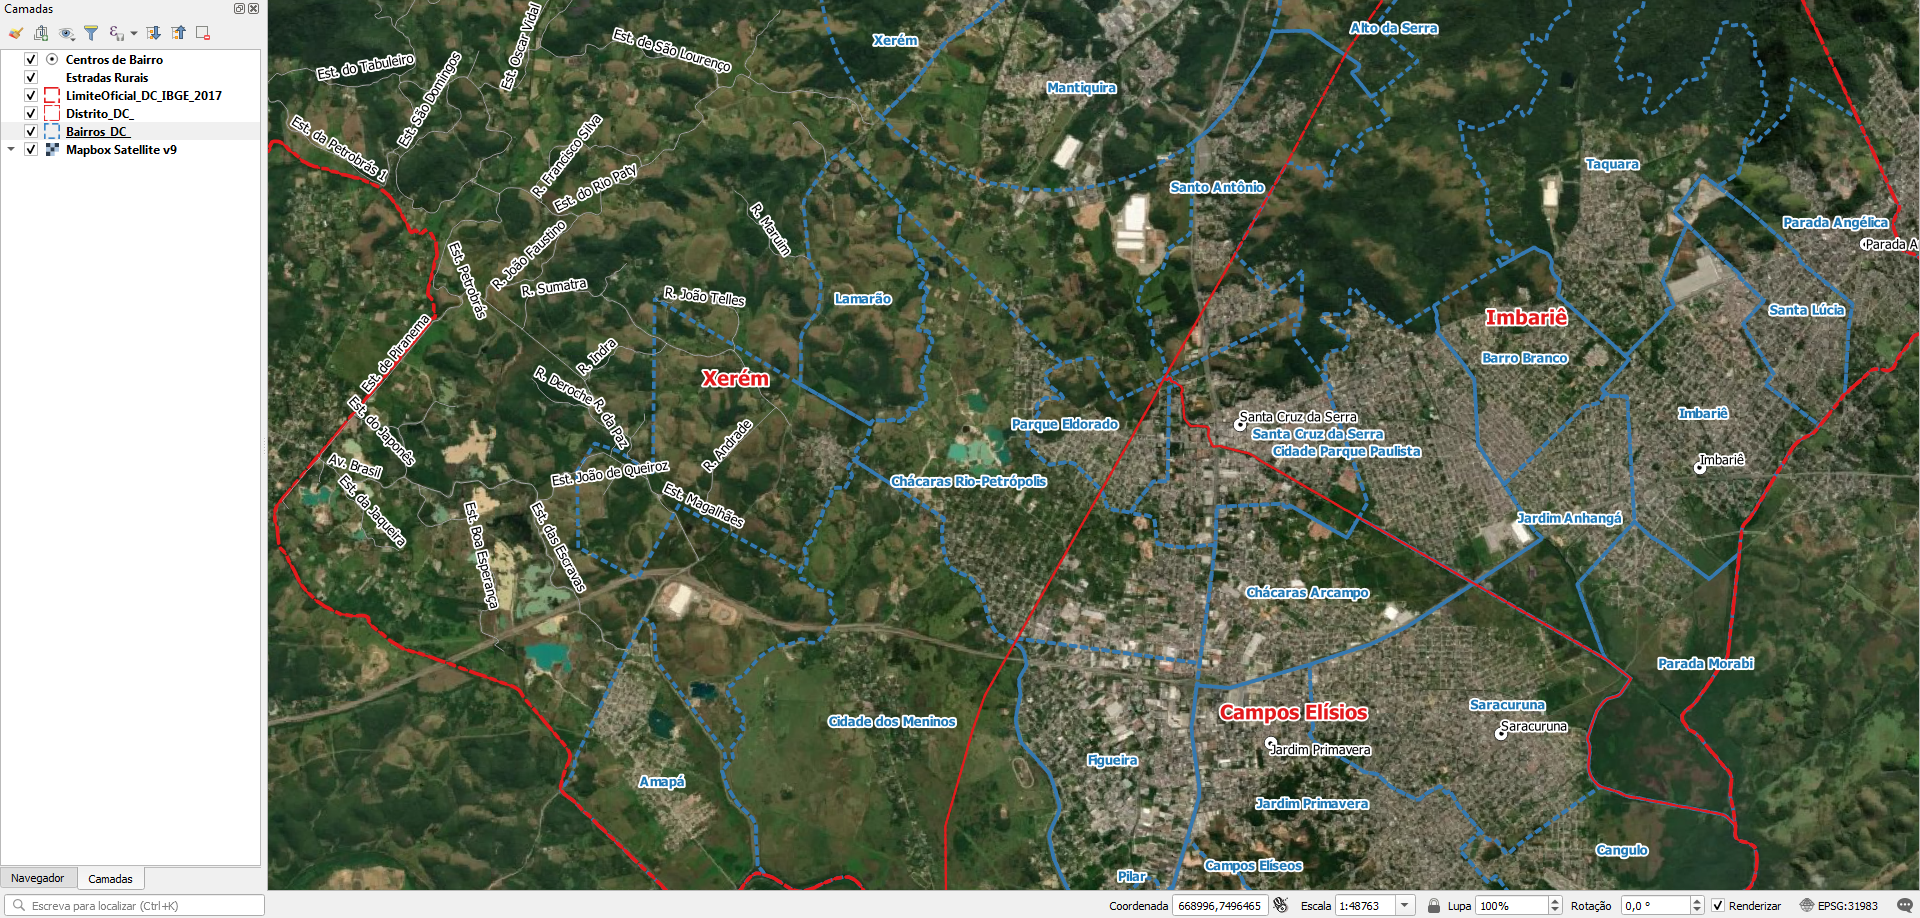 Camadas
Centros de Bairro
Estradas Rurais
LimiteOficial_DC_IBGE_2017
Distrito_DC_
Bairros_DC_
Mapbox Satellite v9
Navegador
Camadas
Escreva para localizar (Ctrl+K)
Est. do Tabuleiro
Est. São Domingos
Est. Oscar Vidal
Est. de São Lourenço
Xerém
Mantiquira
Alto da Serra
Est. da Petrobrás 1
R. Francisco Silva
Est. do Rio Paty
Santo Antônio
Taquara
R. Maruim
Parada Angélica
Parada A
Est. Petrobrás
R. João Faustino
R. Sumatra
R. João Telles
Lamarão
Santa Lúcia
Imbariê
Barro Branco
Est. de Piranema
R. Indra
R. Deroche
R. da Paz
Xerém
Est. do Japonês
Parque Eldorado
Santa Cruz da Serra
Santa Cruz da Serra
Cidade Parque Paulista
Imbariê
Imbariê
R. Andrade
Av. Brasil
Est. da Jaqueira
Est. João de Queiroz
Est. Magalhães
Chácaras Rio-Petrópolis
Est. Boa Esperança
Est. das Escravas
Jardim Anhangá
Chácaras Arcampo
Parada Morabi
Campos Elísios
Saracuruna
Saracuruna
Cidade dos Meninos
Jardim Primavera
Figueira
Amapá
Jardim Primavera
Cangulo
Campos Elíseos
Pilar
Coordenada 668996,7496465 Escala 1:48763 Lupa 100% Rotação 0,0 ° Renderizar EPSG:31983